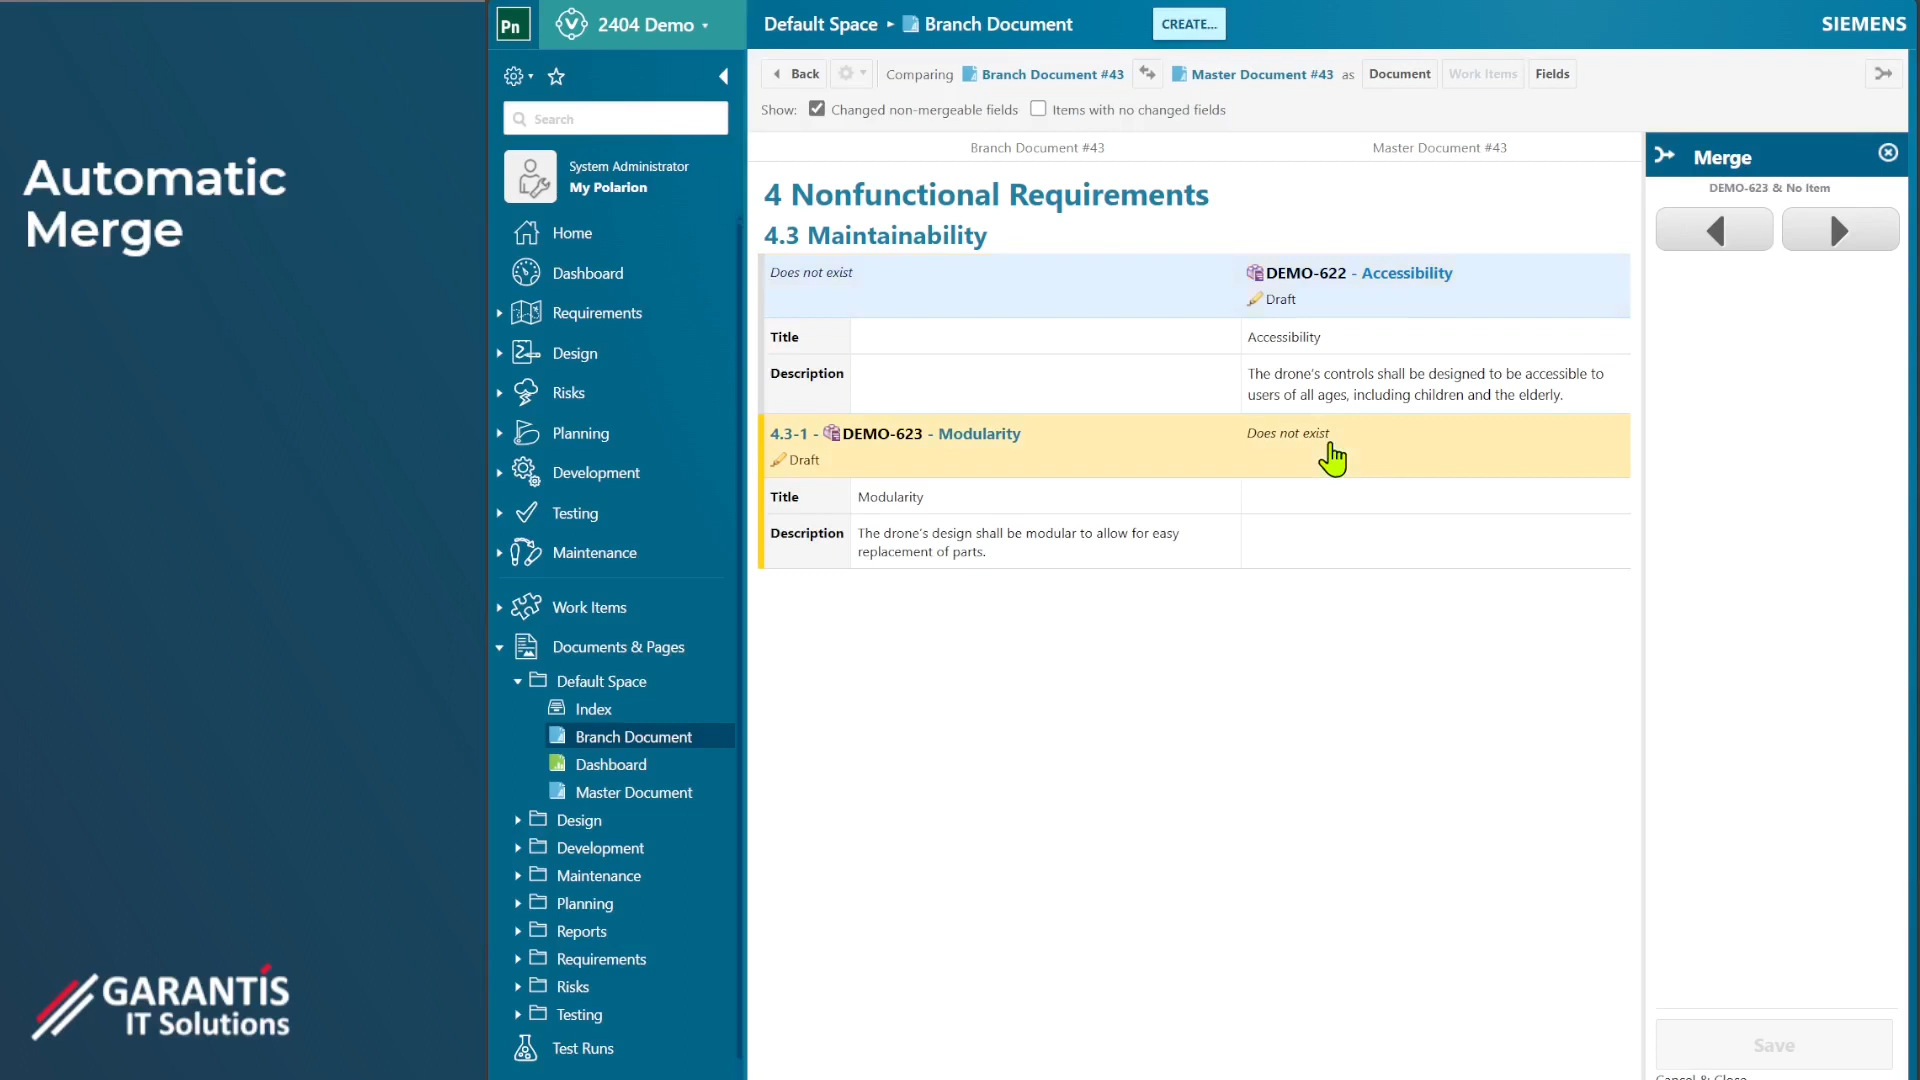 Automatic
Merge
GARANTİS
IT Solutions
Pn
2404 Demo
Default Space
Branch Document
CREATE...
SIEMENS
Back
Comparing
Branch Document #43
Master Document #43
as
Document
Work Items
Fields
Show:
Changed non-mergeable fields
Items with no changed fields
Search
System Administrator
My Polarion
Home
Dashboard
Requirements
Design
Risks
Planning
Development
Testing
Maintenance
Work Items
Documents & Pages
Default Space
Index
Branch Document
Dashboard
Master Document
Design
Development
Maintenance
Planning
Reports
Requirements
Risks
Testing
Test Runs
Branch Document #43
Master Document #43
4 Nonfunctional Requirements
4.3 Maintainability
Does not exist
DEMO-622 - Accessibility
Draft
Title
Accessibility
Description
The drone's controls shall be designed to be accessible to
users of all ages, including children and the elderly.
4.3-1 - DEMO-623 - Modularity
Does not exist
Draft
Title
Modularity
Description
The drone's design shall be modular to allow for easy
replacement of parts.
Merge
DEMO-623 & No Item
Save
Cancel & Close